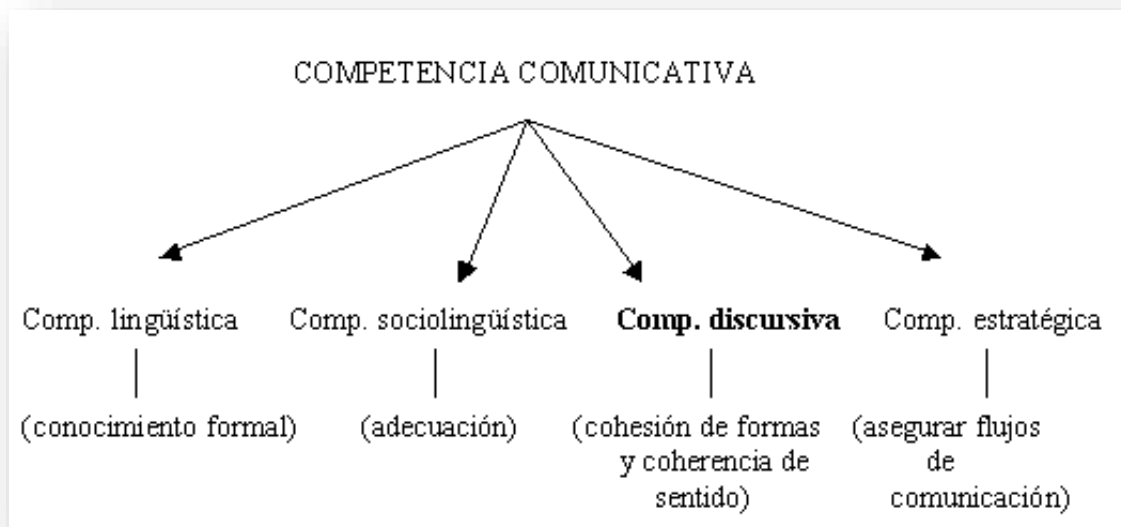 COMPETENCIA COMUNICATIVA
Comp. lingüística
Comp. sociolingüística
Comp. discursiva
Comp. estratégica
(conocimiento formal)
(adecuación)
(cohesión de formas
y coherencia de
sentido)
(asegurar flujos
de
comunicación)